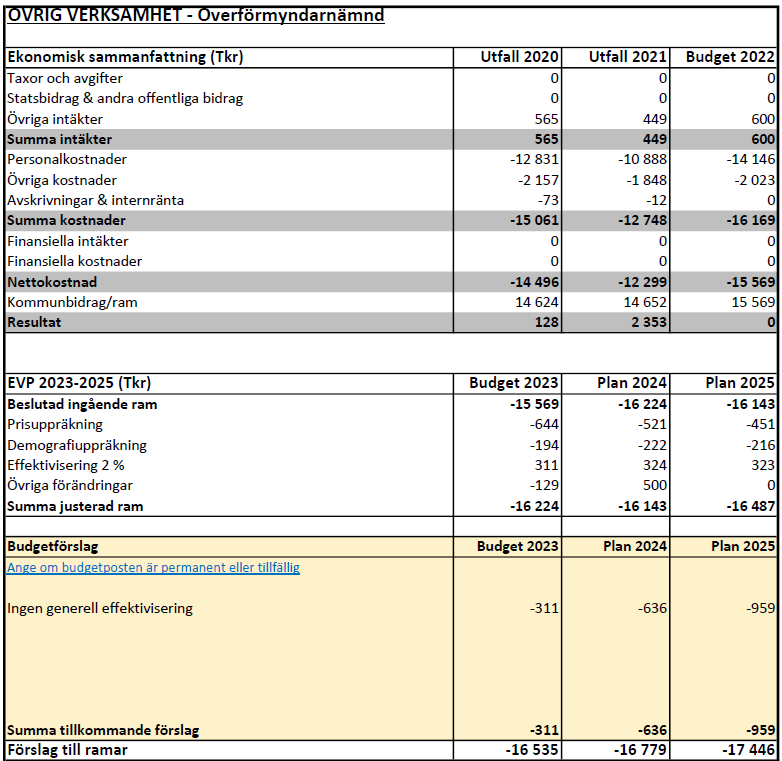 ÖVRIG VERKSAMHET - Överförmyndarnämnd
Ekonomisk sammanfattning (Tkr) Utfall 2020 Utfall 2021 Budget 2022
Taxor och avgifter 0 0 0
Statsbidrag & andra offentliga bidrag 0 0 0
Övriga intäkter 565 449 600
Summa intäkter 565 449 600
Personalkostnader -12 831 -10 888 -14 146
Övriga kostnader -2 157 -1 848 -2 023
Avskrivningar & internränta -73 -12 0
Summa kostnader -15 061 -12 748 -16 169
Finansiella intäkter 0 0 0
Finansiella kostnader 0 0 0
Nettokostnad -14 496 -12 299 -15 569
Kommunbidrag/ram 14 624 14 652 15 569
Resultat 128 2 353 0
EVP 2023-2025 (Tkr) Budget 2023 Plan 2024 Plan 2025
Beslutad ingående ram -15 569 -16 224 -16 143
Prisuppräkning -644 -521 -451
Demografiuppräkning -194 -222 -216
Effektivisering 2 % 311 324 323
Övriga förändringar -129 500 0
Summa justerad ram -16 224 -16 143 -16 487
Budgetförslag Budget 2023 Plan 2024 Plan 2025
Ange om budgetposten är permanent eller tillfällig
Ingen generell effektivisering -311 -636 -959
Summa tillkommande förslag -311 -636 -959
Förslag till ramar -16 535 -16 779 -17 446